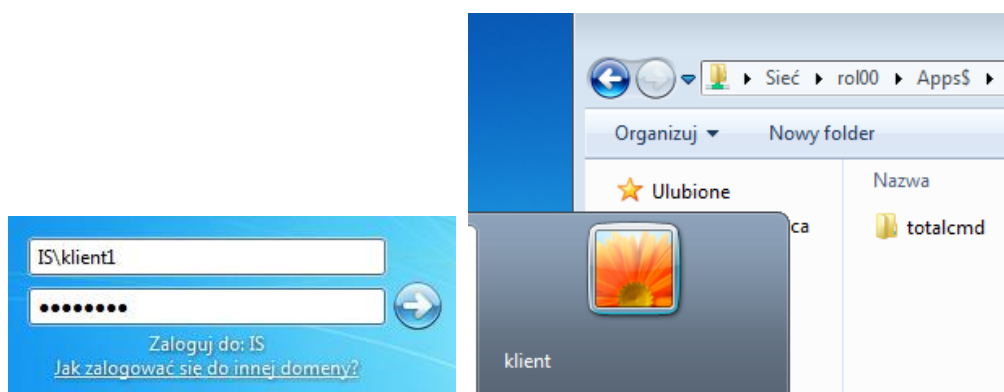 IS\klient1
••••••••
Zaloguj do: IS
Jak zalogować się do innej domeny?
Sieć ▸ rol00 ▸ Apps$ ▸
Organizuj Nowy folder
Ulubione
ca
Nazwa
totalcmd
klient